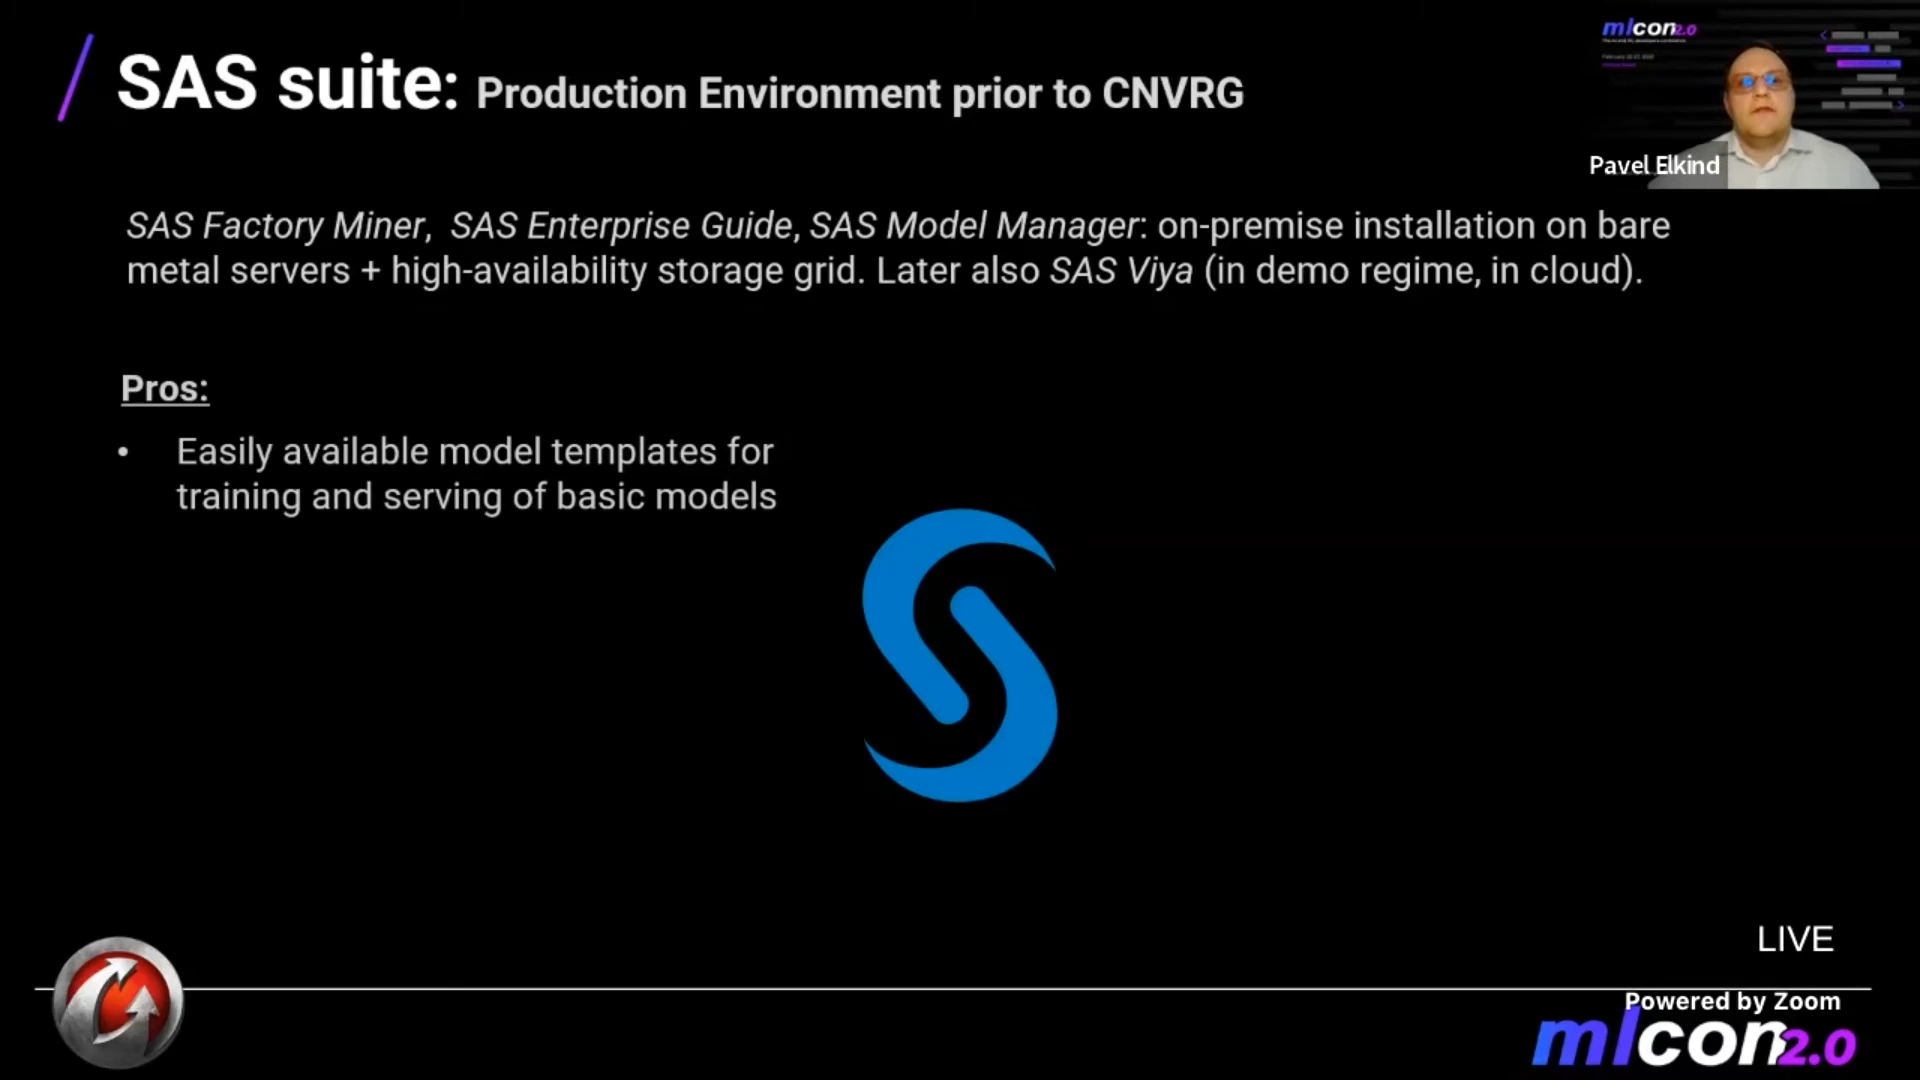 SAS suite: Production Environment prior to CNVRG
mlcon2.0
Pavel Elkind
SAS Factory Miner, SAS Enterprise Guide, SAS Model Manager: on-premise installation on bare
metal servers + high-availability storage grid. Later also SAS Viya (in demo regime, in cloud).
Pros:
• Easily available model templates for
training and serving of basic models
LIVE
Powered by Zoom
mlcon2.0